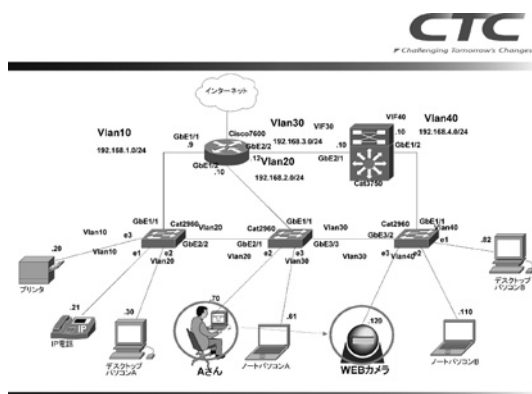 CTC
Challenging Tomorrow's Changes
インターネット
Vlan10
Vlan30
VIF30
VIF40
Vlan40
GbE1/1
Cisco7600
GbE2/2
192.168.3.0/24
.10
.10
192.168.4.0/24
192.168.1.0/24
.9
.12
Vlan20
GbE2/1
GbE1/2
GbE1/2
.10
192.168.2.0/24
Cat3750
GbE1/1
Cat2960
Vlan20
Cat2960
GbE1/1
Vlan30
Cat2960
GbE1/1
Vlan40
Vlan10
e3
GbE2/2
GbE2/1
GbE3/3
GbE3/2
e1
.20
Vlan10
e1
e2
Vlan20
Vlan20
e2
e3
Vlan30
Vlan30
e3
e2
Vlan40
.82
プリンタ
デスクトップ
パソコンB
.21
.30
.70
.61
.120
.110
IP
IP電話
デスクトップ
パソコンA
Aさん
ノートパソコンA
WEBカメラ
ノートパソコンB